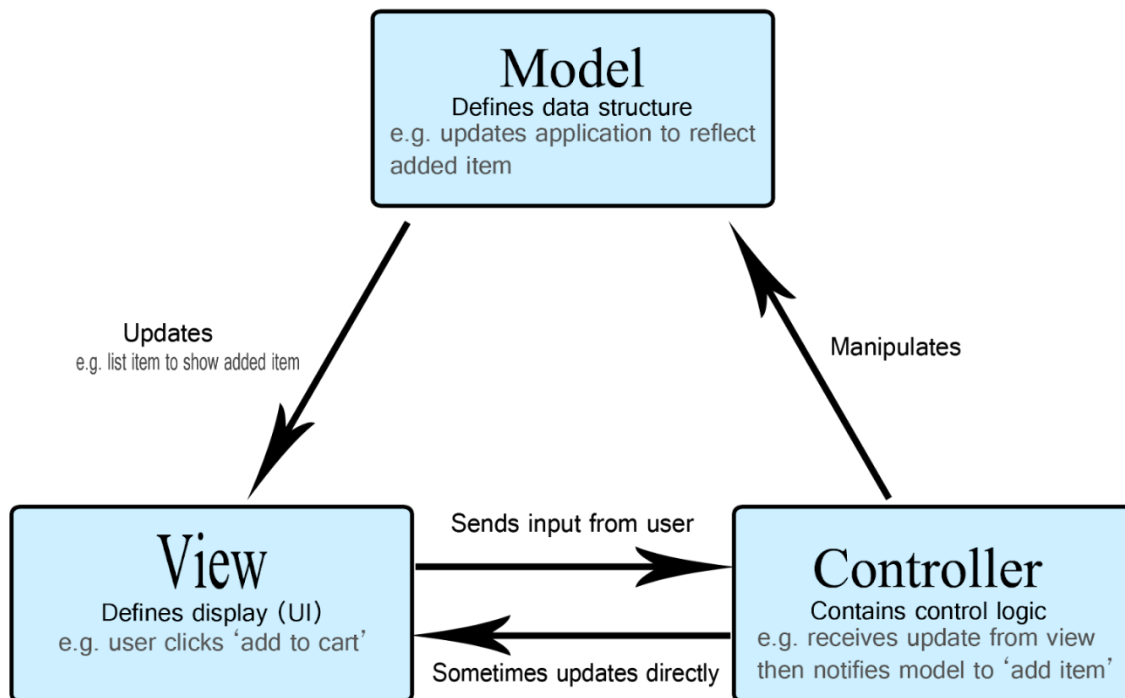 Model
Defines data structure
e.g. updates application to reflect
added item
Updates
e.g. list item to show added item
Manipulates
Sends input from user
View
Defines display (UI)
e.g. user clicks ‘add to cart’
Sometimes updates directly
Controller
Contains control logic
e.g. receives update from view
then notifies model to ‘add item’